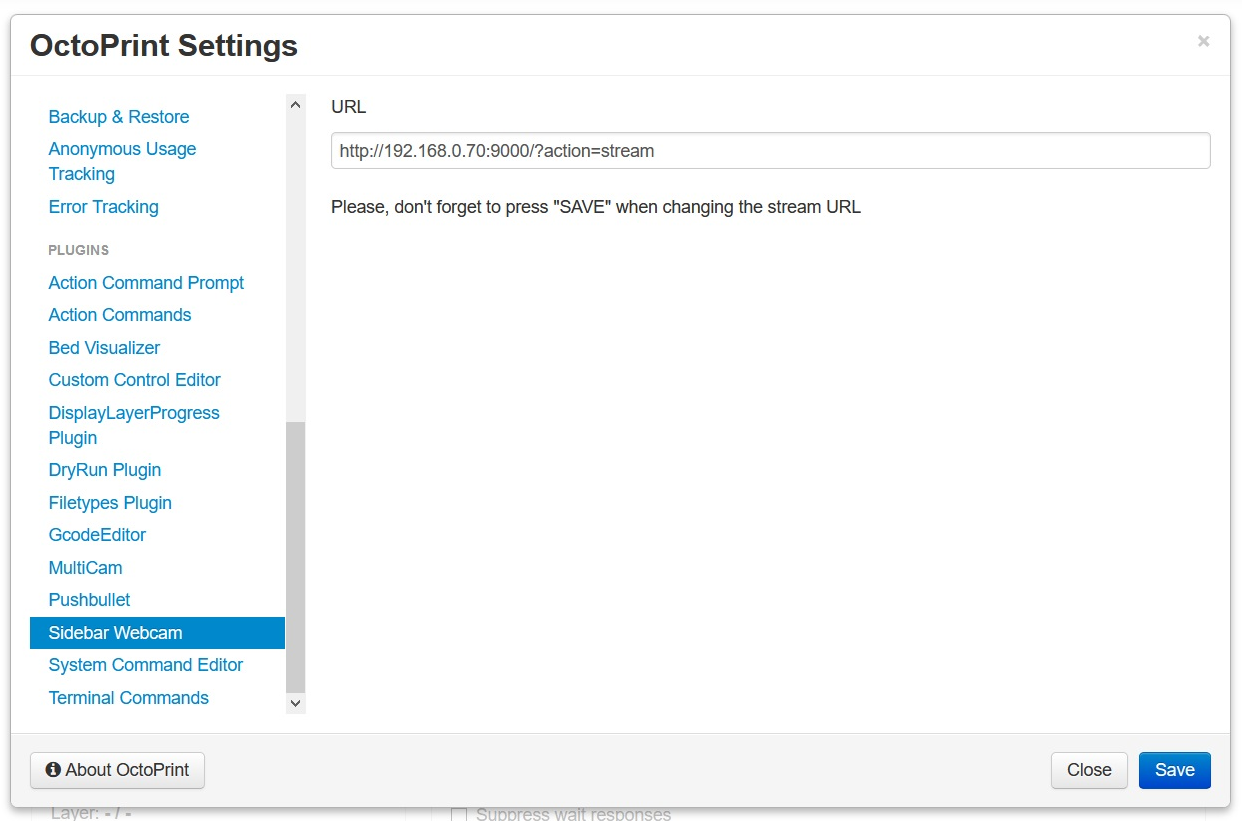 OctoPrint Settings
×
Backup & Restore
Anonymous Usage
Tracking
Error Tracking
PLUGINS
Action Command Prompt
Action Commands
Bed Visualizer
Custom Control Editor
DisplayLayerProgress
Plugin
DryRun Plugin
Filetypes Plugin
GcodeEditor
MultiCam
Pushbullet
Sidebar Webcam
System Command Editor
Terminal Commands
URL
http://192.168.0.70:9000/?action=stream
Please, don't forget to press "SAVE" when changing the stream URL
About OctoPrint
Close
Save
Layer: - / -
Suppress wait responses